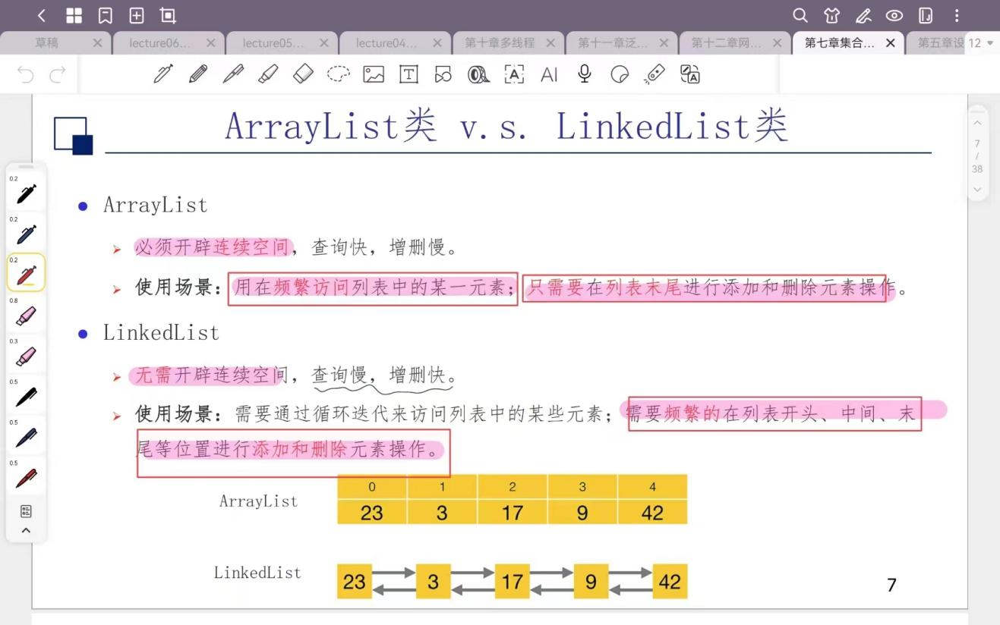 草稿
lecture06...
lecture05...
lecture04...
第十章多线程
第十一章泛...
第十二章网...
第七章集合...
第五章设
12
T
A
AI
A
ArrayList类 v.s. LinkedList类
7
/
38
0.2
0.2
0.2
0.8
0.3
0.5
0.5
0.5
ArrayList
必须开辟连续空间，查询快，增删慢。
使用场景：用在频繁访问列表中的某一元素；只需要在列表末尾进行添加和删除元素操作。
LinkedList
无需开辟连续空间，查询慢，增删快。
使用场景：需要通过循环迭代来访问列表中的某些元素；需要频繁的在列表开头、中间、末
尾等位置进行添加和删除元素操作。
0 1 2 3 4
ArrayList
23 3 17 9 42
LinkedList
23 3 17 9 42
7